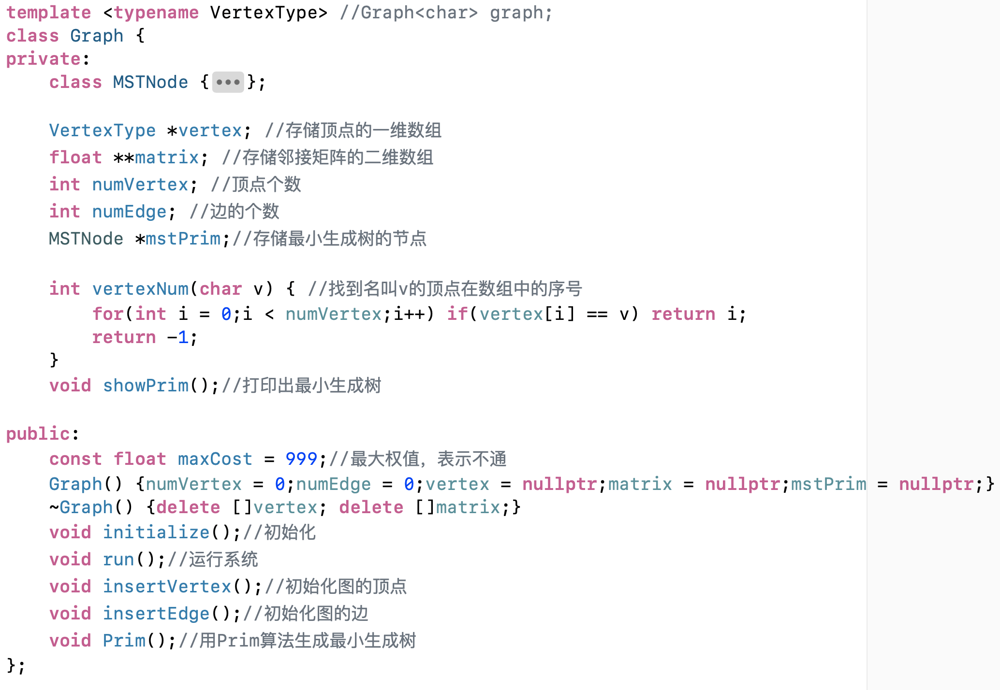 template <typename VertexType> //Graph<char> graph;
class Graph {
private:
    class MSTNode {•••};
    VertexType *vertex; //存储顶点的一维数组
    float **matrix; //存储邻接矩阵的二维数组
    int numVertex; //顶点个数
    int numEdge; //边的个数
    MSTNode *mstPrim;//存储最小生成树的节点
    int vertexNum(char v) { //找到名叫v的顶点在数组中的序号
        for(int i = 0;i < numVertex;i++) if(vertex[i] == v) return i;
        return -1;
    }
    void showPrim();//打印出最小生成树
public:
    const float maxCost = 999;//最大权值，表示不通
    Graph() {numVertex = 0;numEdge = 0;vertex = nullptr;matrix = nullptr;mstPrim = nullptr;}
    ~Graph() {delete []vertex; delete []matrix;}
    void initialize();//初始化
    void run();//运行系统
    void insertVertex();//初始化图的顶点
    void insertEdge();//初始化图的边
    void Prim();//用Prim算法生成最小生成树
};